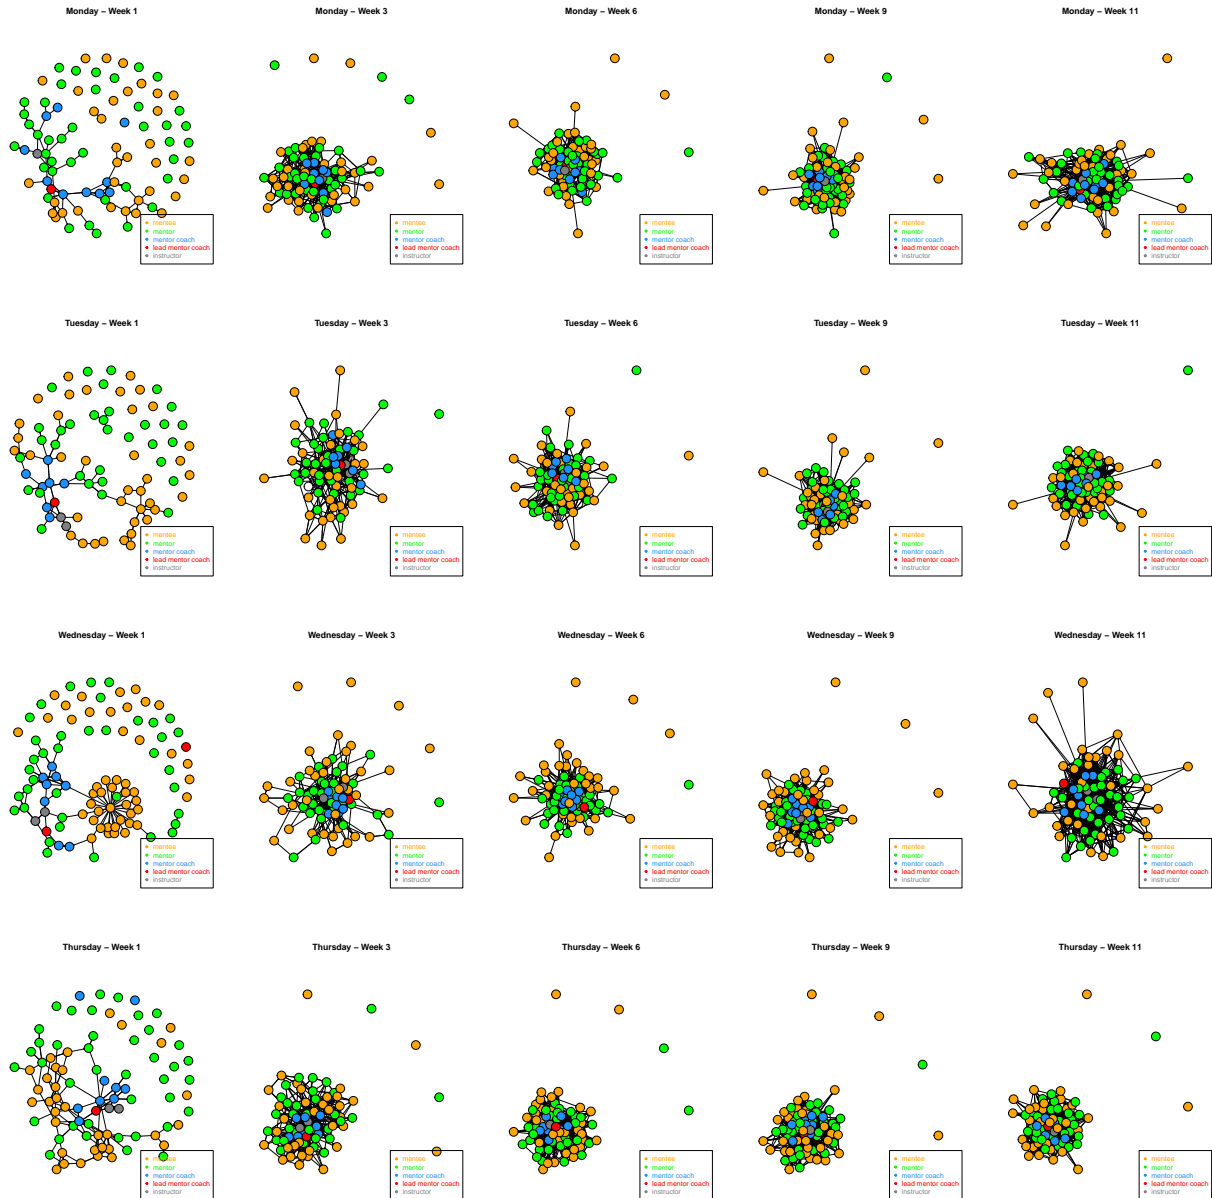 Monday – Week 1
Monday – Week 3
Monday – Week 6
Monday – Week 9
Monday – Week 11
mentee
mentor
mentor coach
lead mentor coach
instructor
mentee
mentor
mentor coach
lead mentor coach
instructor
mentee
mentor
mentor coach
lead mentor coach
instructor
mentee
mentor
mentor coach
lead mentor coach
instructor
mentee
mentor
mentor coach
lead mentor coach
instructor
Tuesday – Week 1
Tuesday – Week 3
Tuesday – Week 6
Tuesday – Week 9
Tuesday – Week 11
mentee
mentor
mentor coach
lead mentor coach
instructor
mentee
mentor
mentor coach
lead mentor coach
instructor
mentee
mentor
mentor coach
lead mentor coach
instructor
mentee
mentor
mentor coach
lead mentor coach
instructor
mentee
mentor
mentor coach
lead mentor coach
instructor
Wednesday – Week 1
Wednesday – Week 3
Wednesday – Week 6
Wednesday – Week 9
Wednesday – Week 11
mentee
mentor
mentor coach
lead mentor coach
instructor
mentee
mentor
mentor coach
lead mentor coach
instructor
mentee
mentor
mentor coach
lead mentor coach
instructor
mentee
mentor
mentor coach
lead mentor coach
instructor
mentee
mentor
mentor coach
lead mentor coach
instructor
Thursday – Week 1
Thursday – Week 3
Thursday – Week 6
Thursday – Week 9
Thursday – Week 11
mentee
mentor
mentor coach
lead mentor coach
instructor
mentee
mentor
mentor coach
lead mentor coach
instructor
mentee
mentor
mentor coach
lead mentor coach
instructor
mentee
mentor
mentor coach
lead mentor coach
instructor
mentee
mentor
mentor coach
lead mentor coach
instructor